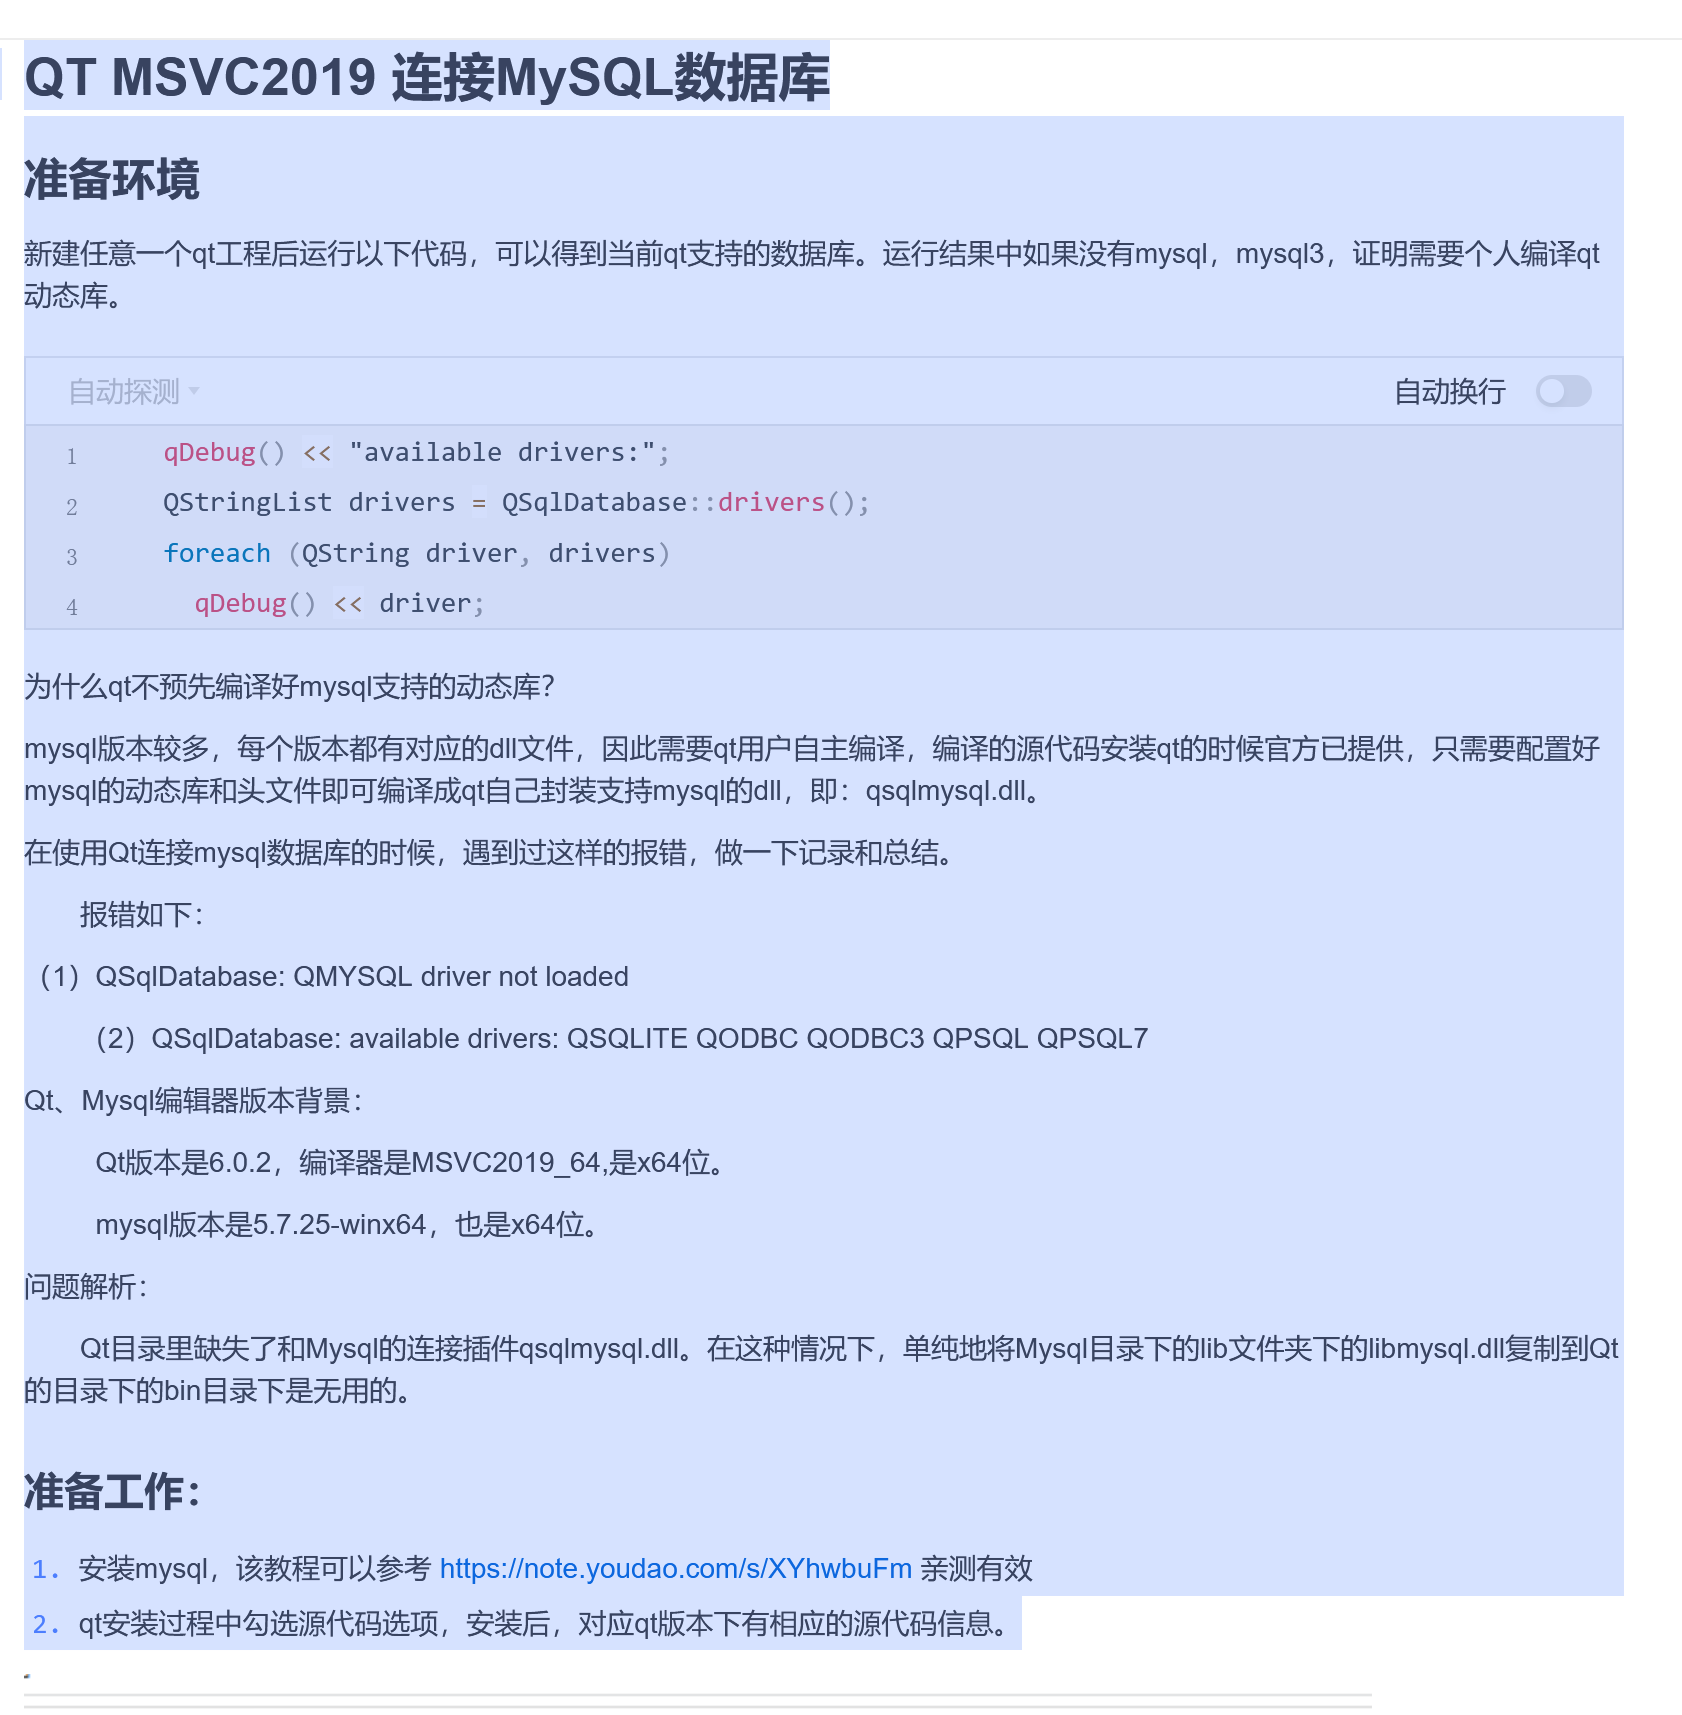 QT MSVC2019 连接MySQL数据库
准备环境
新建任意一个qt工程后运行以下代码，可以得到当前qt支持的数据库。运行结果中如果没有mysql，mysql3，证明需要个人编译qt
动态库。
自动探测 自动换行
1 qDebug() << "available drivers:";
2 QStringList drivers = QSqlDatabase::drivers();
3 foreach (QString driver, drivers)
4 qDebug() << driver;
为什么qt不预先编译好mysql支持的动态库？
mysql版本较多，每个版本都有对应的dll文件，因此需要qt用户自主编译，编译的源代码安装qt的时候官方已提供，只需要配置好
mysql的动态库和头文件即可编译成qt自己封装支持mysql的dll，即：qsqlmysql.dll。
在使用Qt连接mysql数据库的时候，遇到过这样的报错，做一下记录和总结。
报错如下：
（1）QSqlDatabase: QMYSQL driver not loaded
（2）QSqlDatabase: available drivers: QSQLITE QODBC QODBC3 QPSQL QPSQL7
Qt、Mysql编辑器版本背景：
Qt版本是6.0.2，编译器是MSVC2019_64,是x64位。
mysql版本是5.7.25-winx64，也是x64位。
问题解析：
Qt目录里缺失了和Mysql的连接插件qsqlmysql.dll。在这种情况下，单纯地将Mysql目录下的lib文件夹下的libmysql.dll复制到Qt
的目录下的bin目录下是无用的。
准备工作：
1. 安装mysql，该教程可以参考 https://note.youdao.com/s/XYhwbuFm 亲测有效
2. qt安装过程中勾选源代码选项，安装后，对应qt版本下有相应的源代码信息。